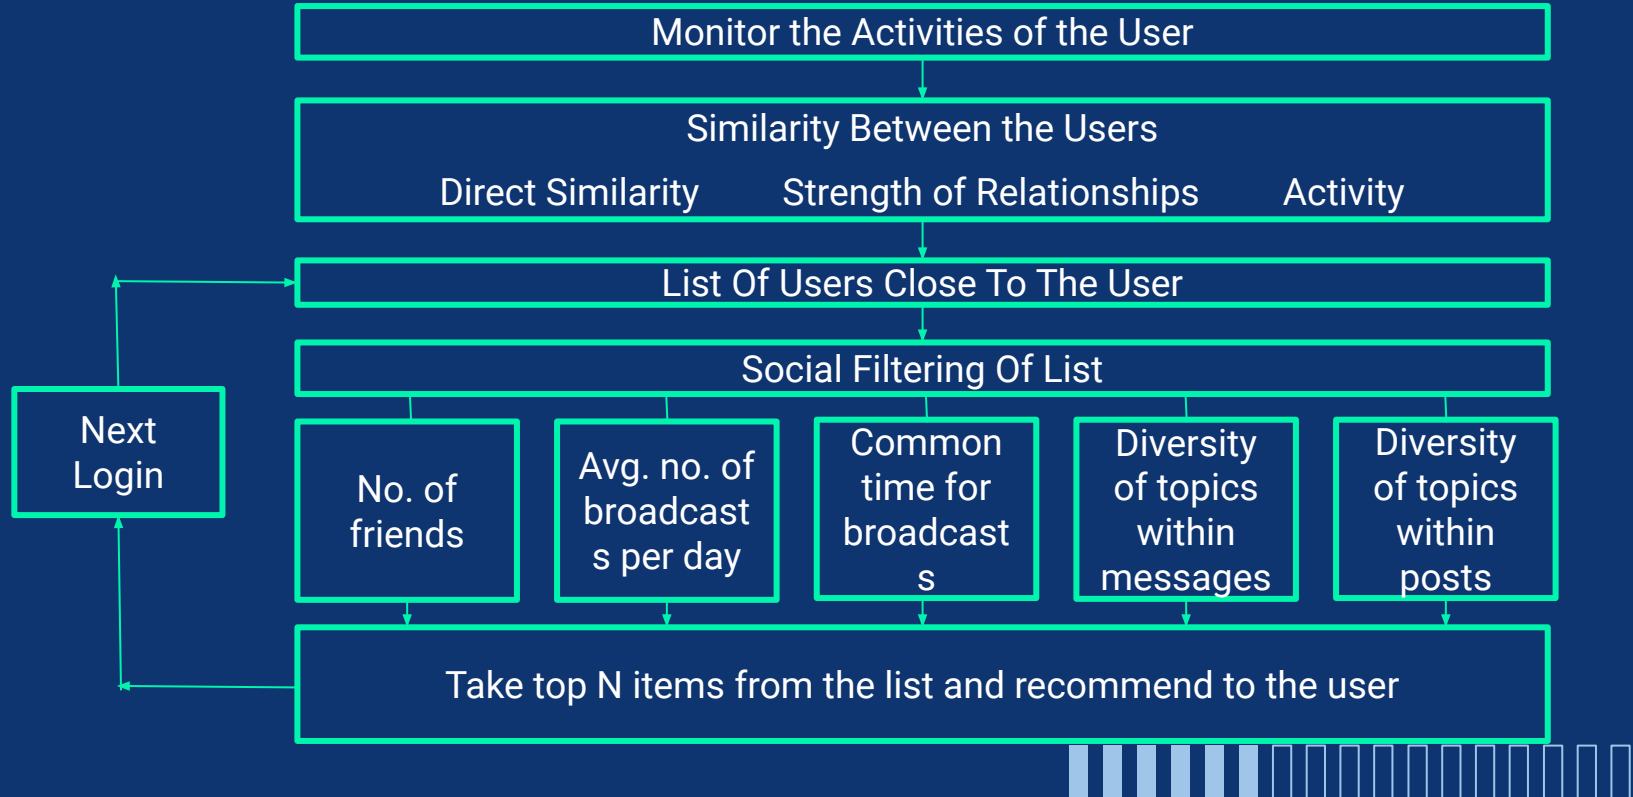 Monitor the Activities of the User
Similarity Between the Users
Direct Similarity Strength of Relationships Activity
List Of Users Close To The User
Social Filtering Of List
Next
Login
No. of
friends
Avg. no. of
broadcast
s per day
Common
time for
broadcast
s
Diversity
of topics
within
messages
Diversity
of topics
within
posts
Take top N items from the list and recommend to the user